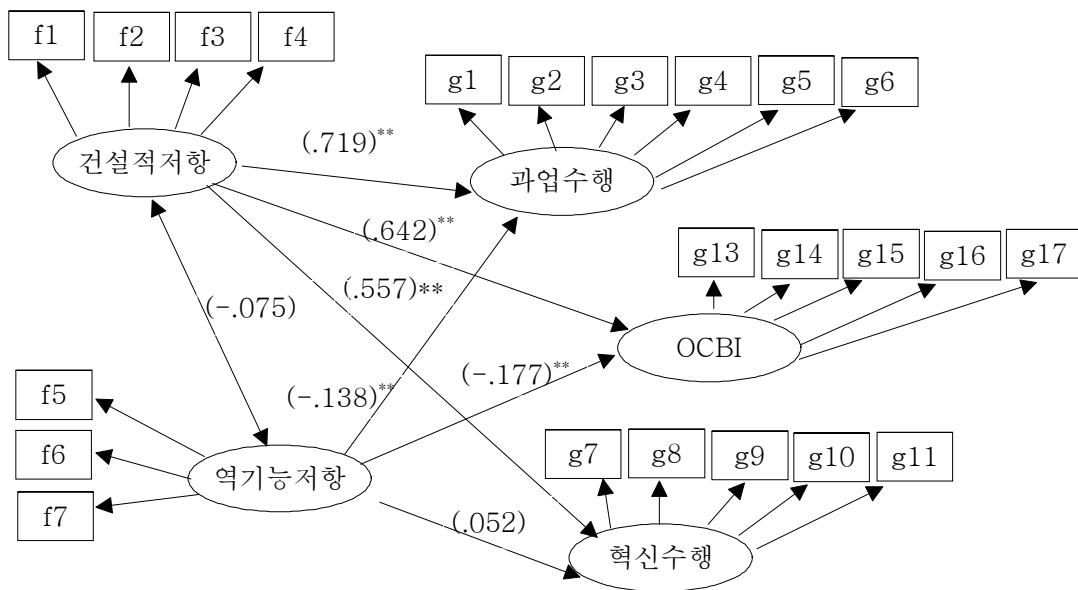 f1 f2 f3 f4
g1 g2 g3 g4 g5 g6
건설적저항
(.719)**
과업수행
(.642)**
g13 g14 g15 g16 g17
(.557)**
(-.075)
OCBI
(-.177)**
(-.138)**
f5
f6
f7
역기능저항
g7 g8 g9 g10 g11
(.052)
혁신수행